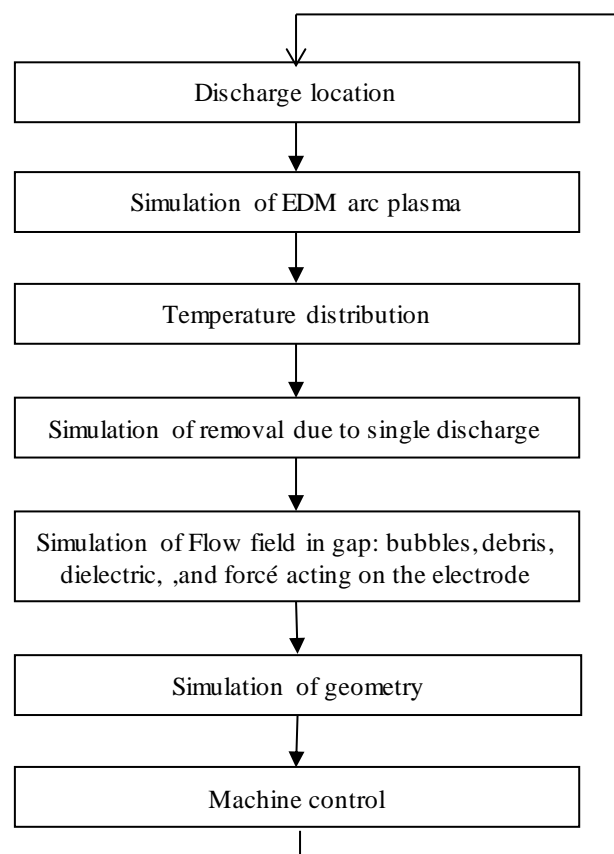 Discharge location
Simulation of EDM arc plasma
Temperature distribution
Simulation of removal due to single discharge
Simulation of Flow field in gap: bubbles, debris,
dielectric, ,and forcé acting on the electrode
Simulation of geometry
Machine control